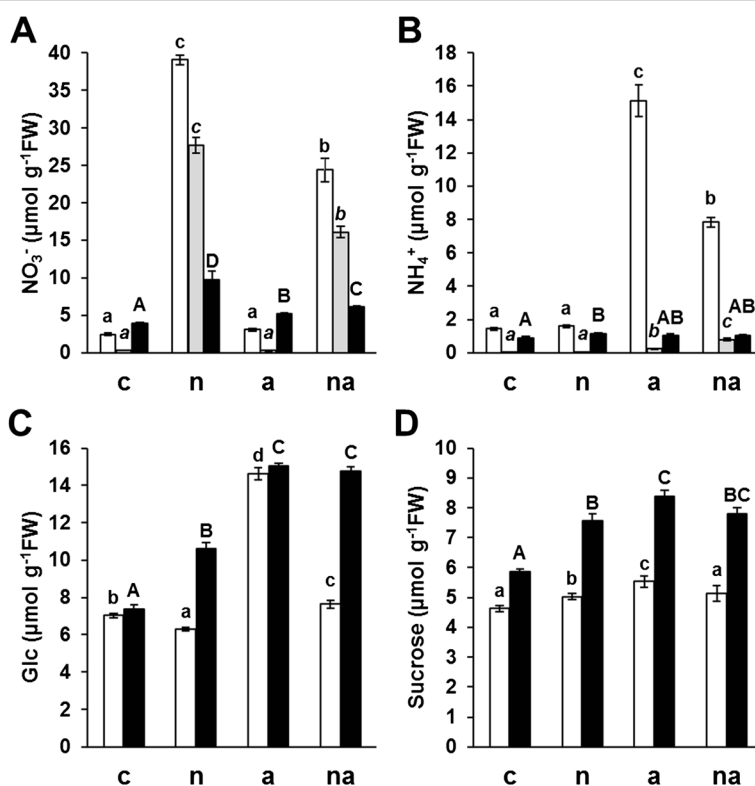 A
B
NO₃⁻ (µmol g⁻¹FW)
40
35
30
25
20
15
10
5
0
a
a
A
c
c
D
a
a
B
b
b
C
c
n
a
na
NH₄⁺ (µmol g⁻¹FW)
18
16
14
12
10
8
6
4
2
0
a
a
A
a
a
B
c
b
AB
b
c
AB
c
n
a
na
C
D
Glc (µmol g⁻¹FW)
16
14
12
10
8
6
4
2
0
b
A
a
B
d
C
c
C
c
n
a
na
Sucrose (µmol g⁻¹FW)
10
9
8
7
6
5
4
3
2
1
0
a
A
b
B
c
C
a
BC
c
n
a
na